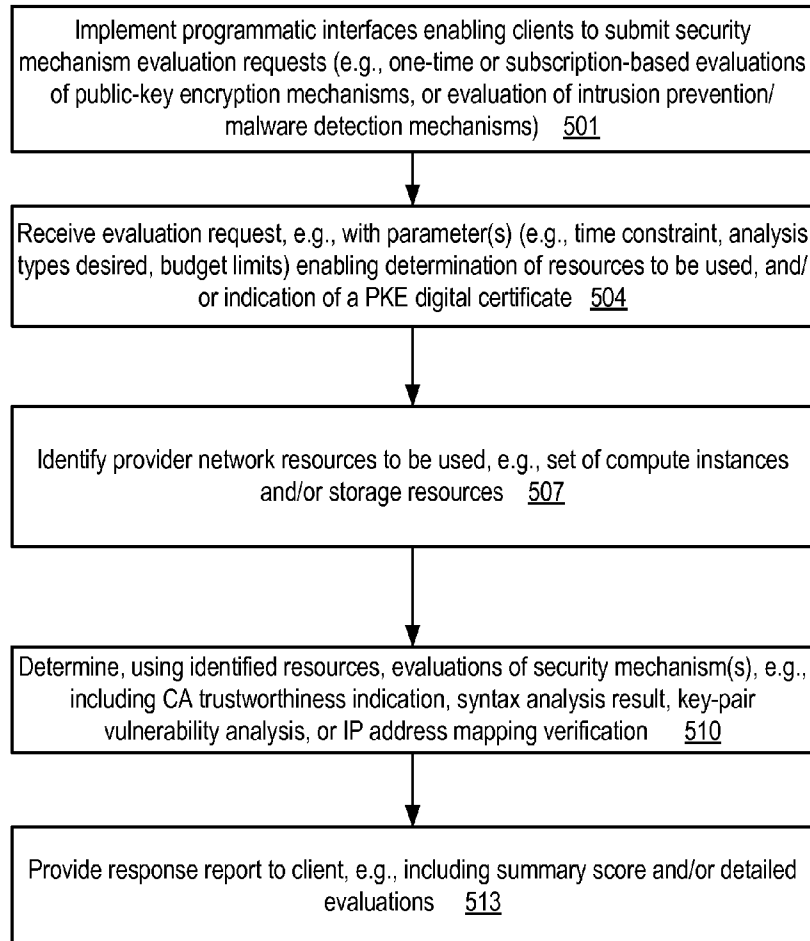 Implement programmatic interfaces enabling clients to submit security
mechanism evaluation requests (e.g., one-time or subscription-based evaluations
of public-key encryption mechanisms, or evaluation of intrusion prevention/
malware detection mechanisms) 501
Receive evaluation request, e.g., with parameter(s) (e.g., time constraint, analysis
types desired, budget limits) enabling determination of resources to be used, and/
or indication of a PKE digital certificate 504
Identify provider network resources to be used, e.g., set of compute instances
and/or storage resources 507
Determine, using identified resources, evaluations of security mechanism(s), e.g.,
including CA trustworthiness indication, syntax analysis result, key-pair
vulnerability analysis, or IP address mapping verification 510
Provide response report to client, e.g., including summary score and/or detailed
evaluations 513